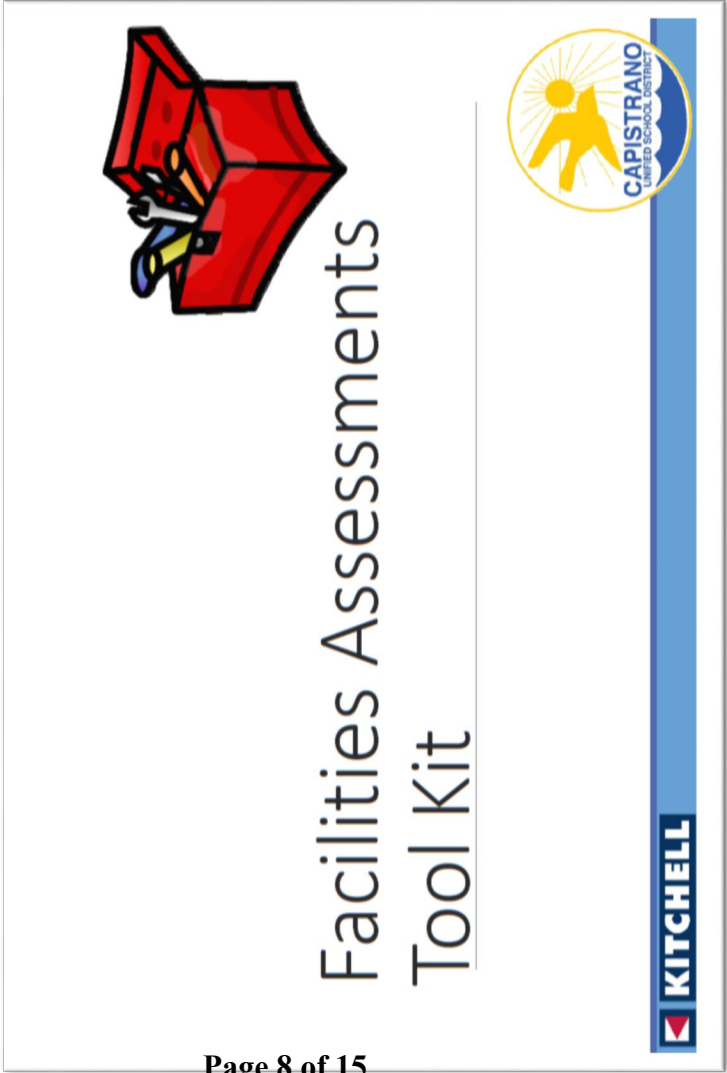 Facilities Assessments
Tool Kit
CAPISTRANO
UNIFIED SCHOOL DISTRICT
KITCHELL
Page 8 of 15